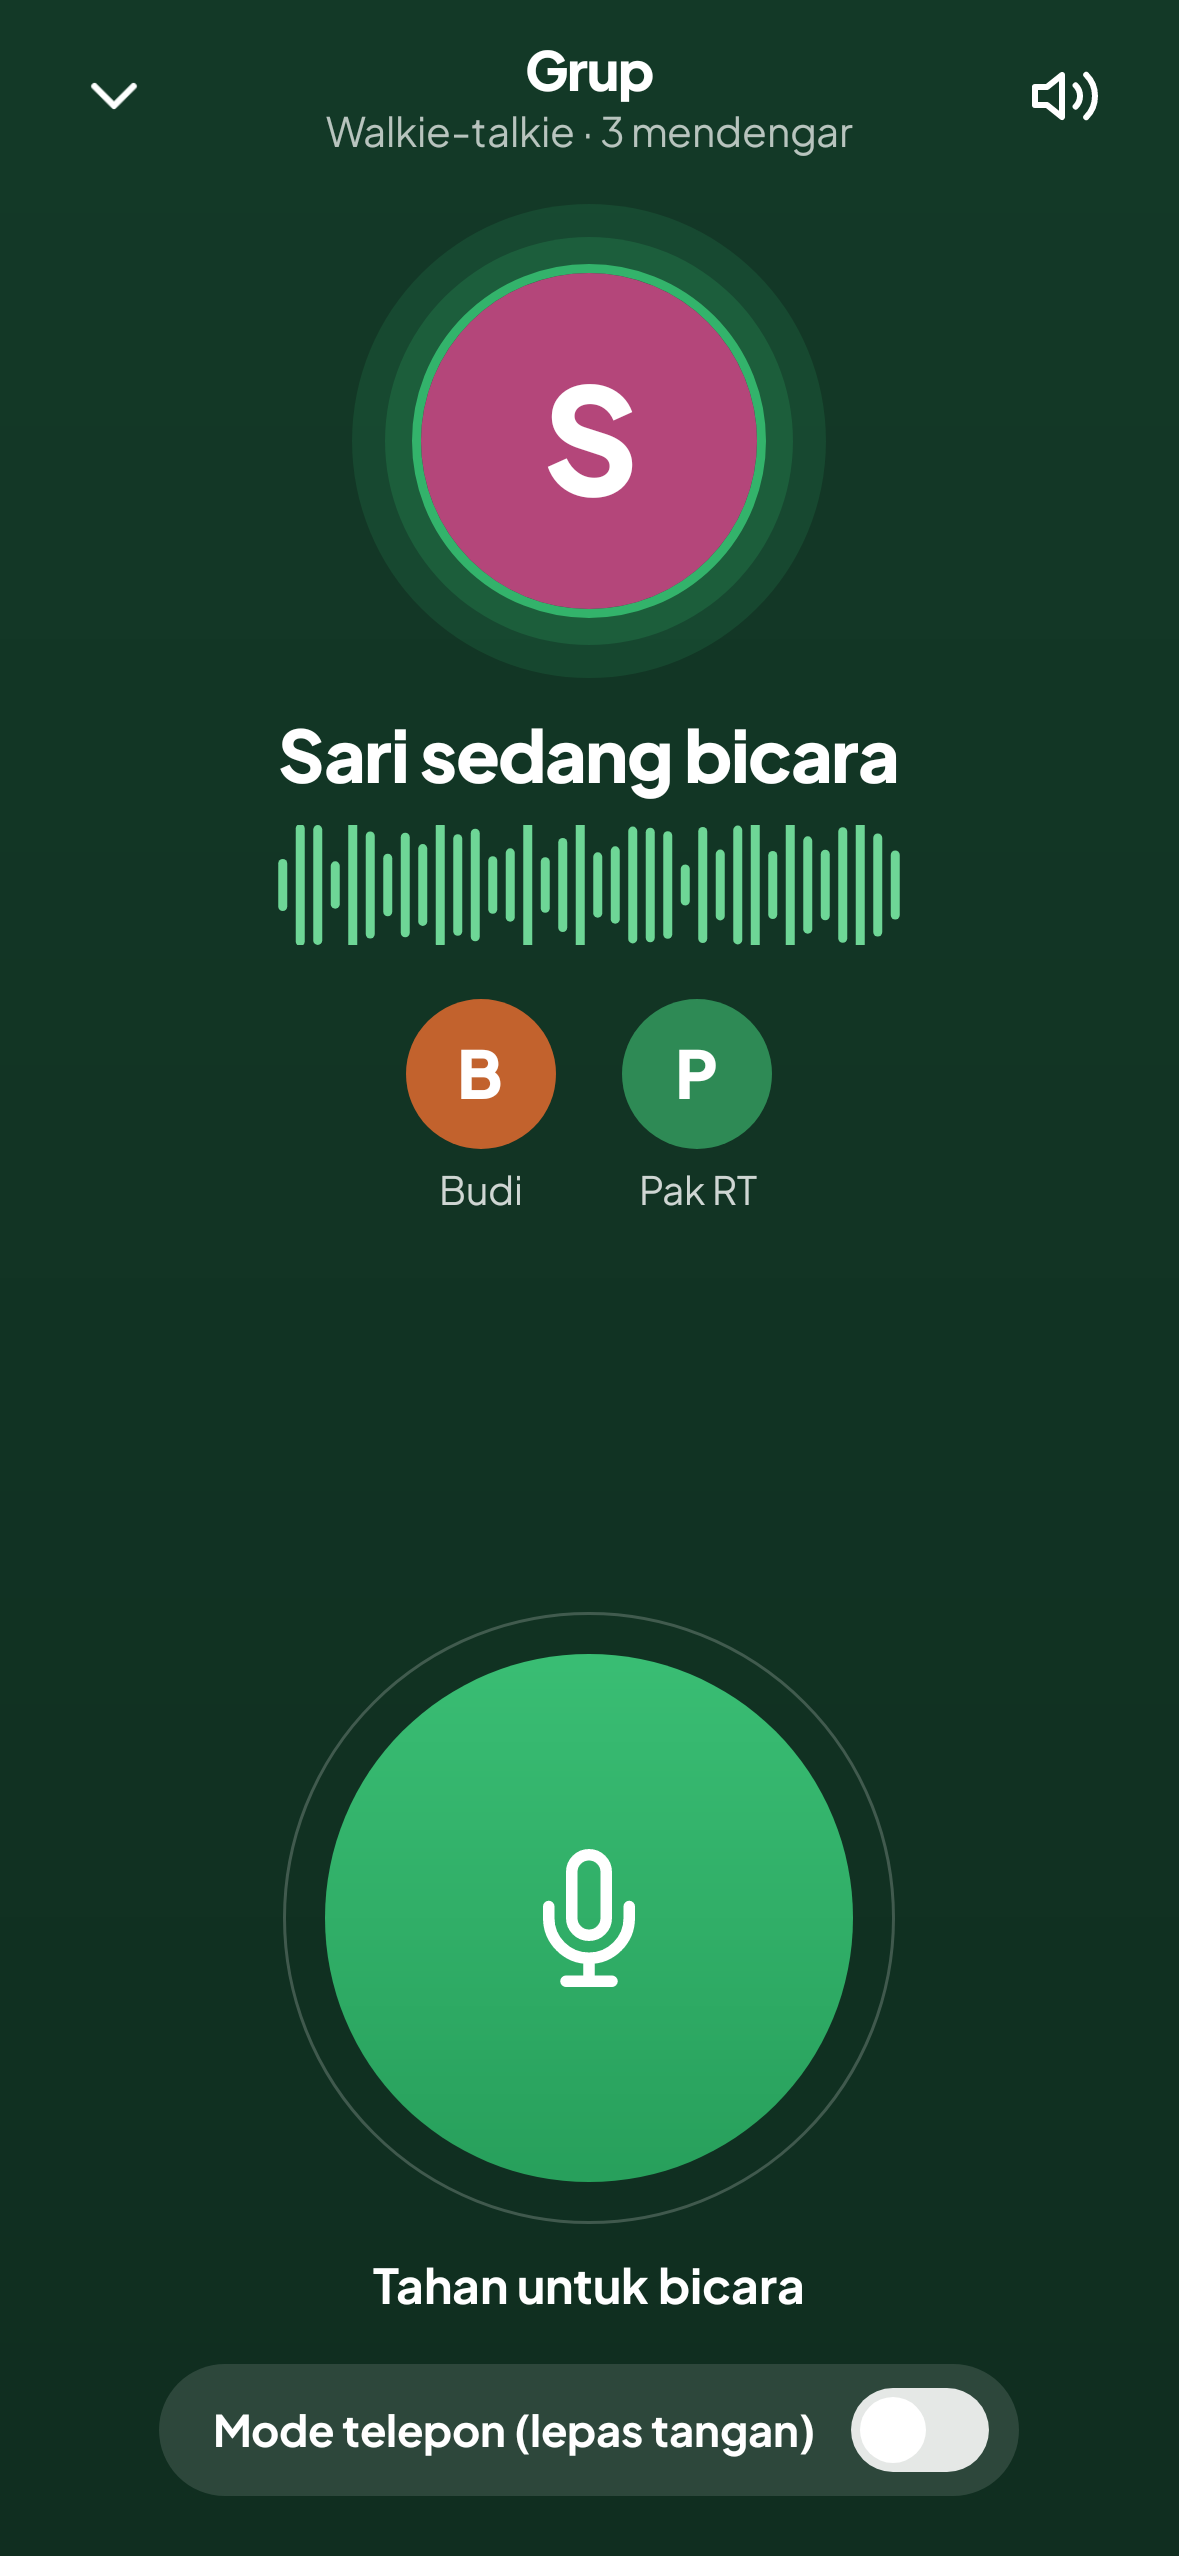 Grup
Walkie-talkie · 3 mendengar
S
Sari sedang bicara
B
P
Budi
Pak RT
Tahan untuk bicara
Mode telepon (lepas tangan)